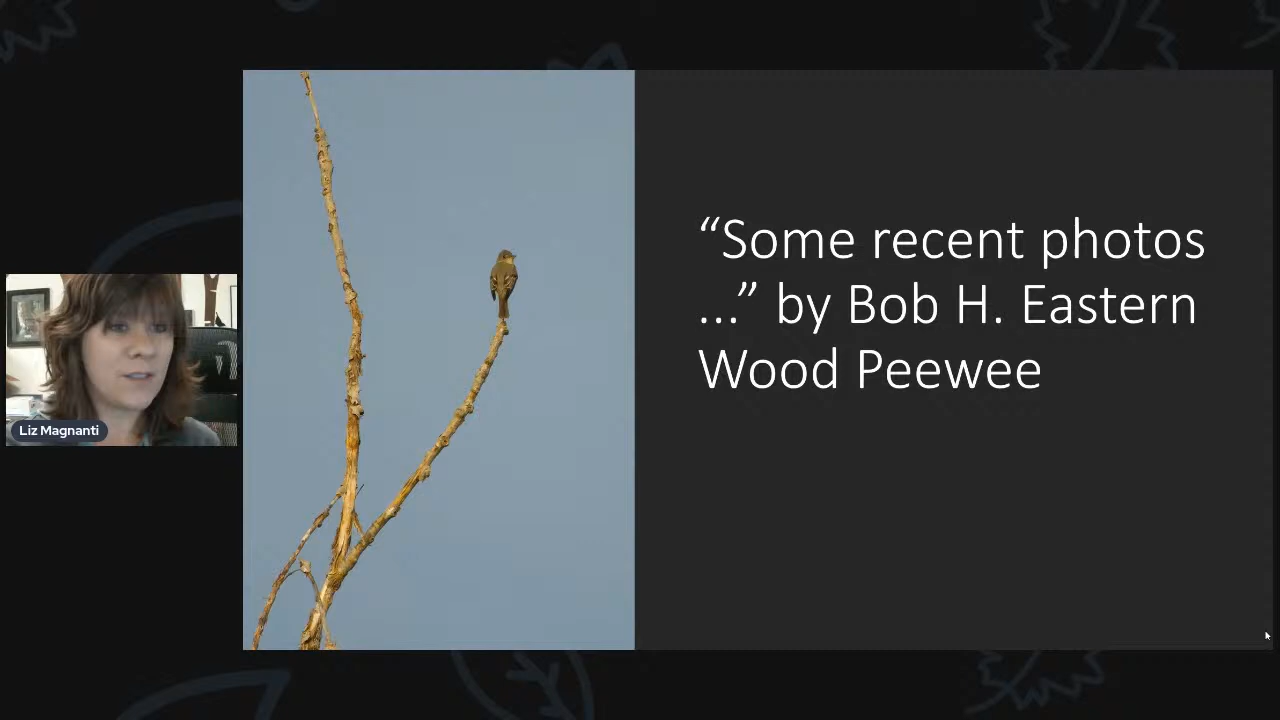 “Some recent photos
...” by Bob H. Eastern
Wood Peewee
Liz Magnanti